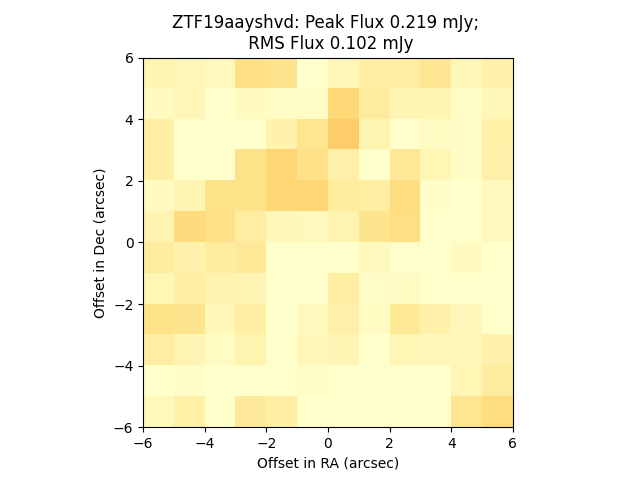 ZTF19aayshvd: Peak Flux 0.219 mJy;
RMS Flux 0.102 mJy
6
4
2
0
−2
−4
−6
Offset in Dec (arcsec)
−6 −4 −2 0 2 4 6
Offset in RA (arcsec)